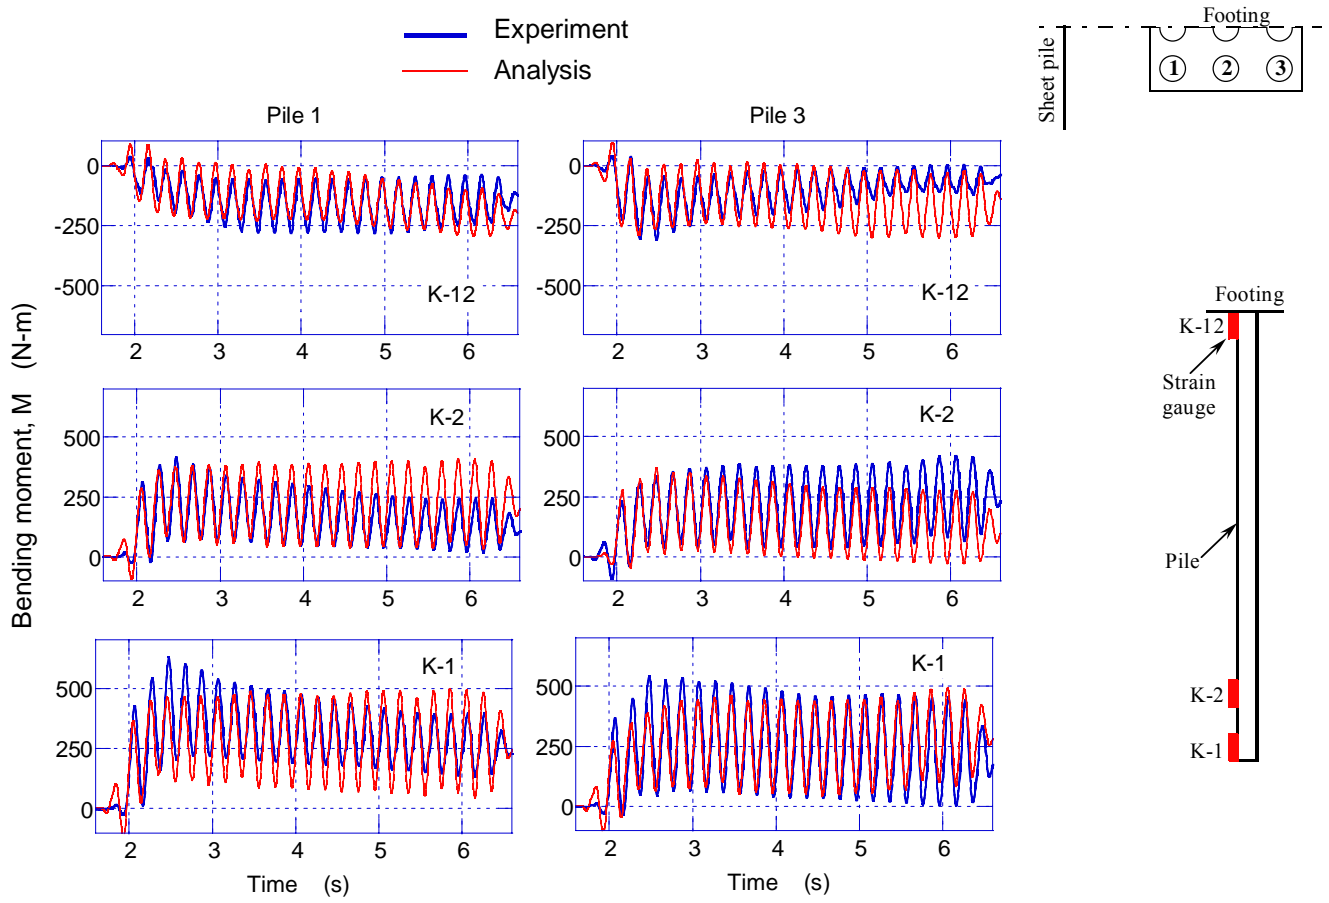 Experiment
Analysis
Pile 1
Pile 3
0
-250
-500
K-12
2 3 4 5 6
0
-250
-500
K-12
2 3 4 5 6
Bending moment, M (N-m)
500
250
0
K-2
2 3 4 5 6
500
250
0
K-2
2 3 4 5 6
500
250
0
K-1
2 3 4 5 6
Time (s)
500
250
0
K-1
2 3 4 5 6
Time (s)
Footing
Sheet pile
1 2 3
Footing
K-12
Strain
gauge
Pile
K-2
K-1